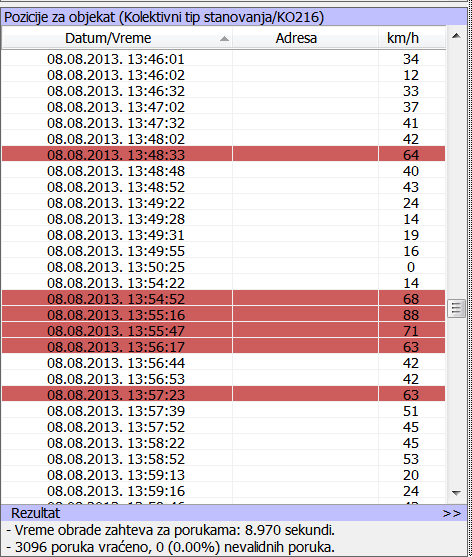 Pozicije za objekat (Kolektivni tip stanovanja/KO216)
Datum/Vreme Adresa km/h
08.08.2013. 13:46:01 34
08.08.2013. 13:46:02 12
08.08.2013. 13:46:32 33
08.08.2013. 13:47:02 37
08.08.2013. 13:47:32 41
08.08.2013. 13:48:02 42
08.08.2013. 13:48:33 64
08.08.2013. 13:48:48 40
08.08.2013. 13:48:52 43
08.08.2013. 13:49:22 24
08.08.2013. 13:49:28 14
08.08.2013. 13:49:31 19
08.08.2013. 13:49:55 16
08.08.2013. 13:50:25 0
08.08.2013. 13:54:22 14
08.08.2013. 13:54:52 68
08.08.2013. 13:55:16 88
08.08.2013. 13:55:47 71
08.08.2013. 13:56:17 63
08.08.2013. 13:56:44 42
08.08.2013. 13:56:53 42
08.08.2013. 13:57:23 63
08.08.2013. 13:57:39 51
08.08.2013. 13:57:52 45
08.08.2013. 13:58:22 45
08.08.2013. 13:58:52 53
08.08.2013. 13:59:13 20
08.08.2013. 13:59:16 24
Rezultat >>
- Vreme obrade zahteva za porukama: 8.970 sekundi.
- 3096 poruka vraćeno, 0 (0.00%) nevalidnih poruka.